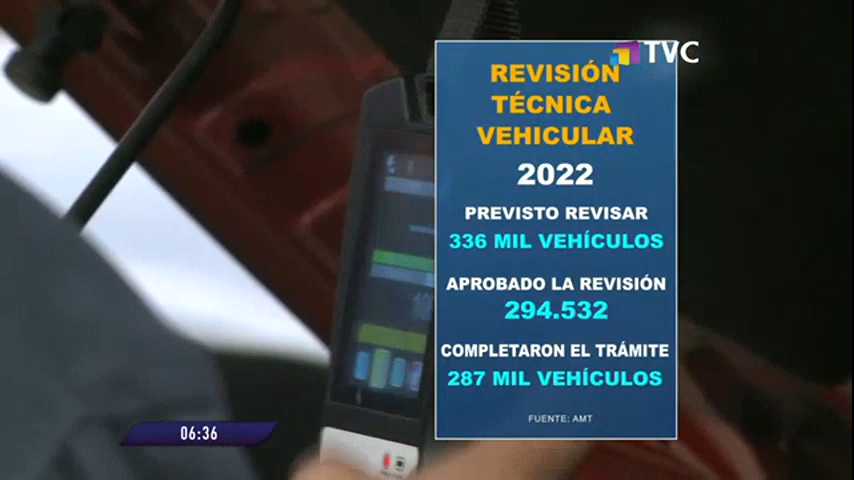 TVC
REVISIÓN
TÉCNICA
VEHICULAR
2022
PREVISTO REVISAR
336 MIL VEHÍCULOS
APROBADO LA REVISIÓN
294.532
COMPLETARON EL TRÁMITE
287 MIL VEHÍCULOS
FUENTE: AMT
06:36